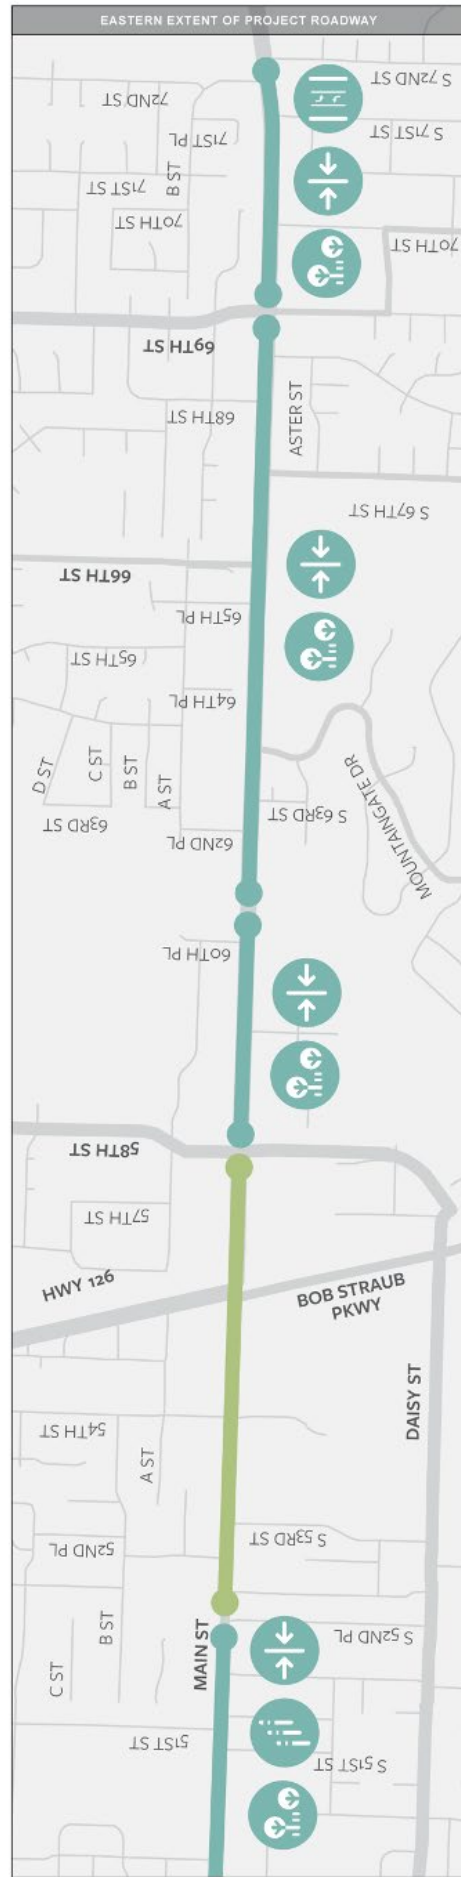 EASTERN EXTENT OF PROJECT ROADWAY
S 72ND ST
72ND ST
S 71ST ST
71ST PL
71ST ST
B ST
70TH ST
70TH ST
69TH ST
68TH ST
ASTER ST
S 67TH ST
66TH ST
65TH PL
65TH ST
64TH PL
D ST
C ST
B ST
A ST
MOUNTAINGATE DR
63RD ST
S 63RD ST
62ND PL
60TH PL
58TH ST
57TH ST
HWY 126
BOB STRAUB
PKWY
DAISY ST
54TH ST
A ST
S 53RD ST
52ND PL
B ST
C ST
MAIN ST
S 52ND PL
51ST ST
S 51ST ST